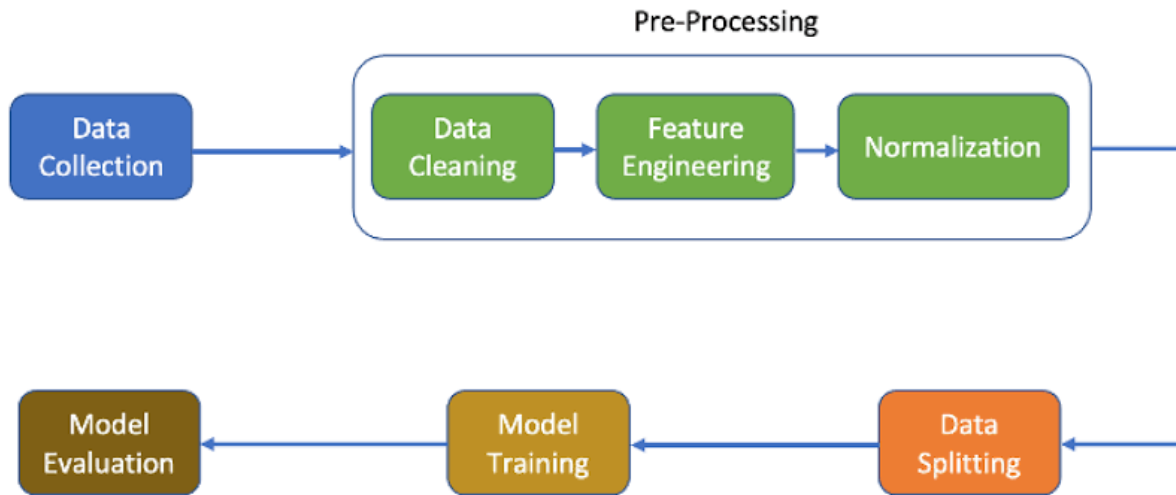 Pre-Processing
Data
Collection
Data
Cleaning
Feature
Engineering
Normalization
Model
Evaluation
Model
Training
Data
Splitting